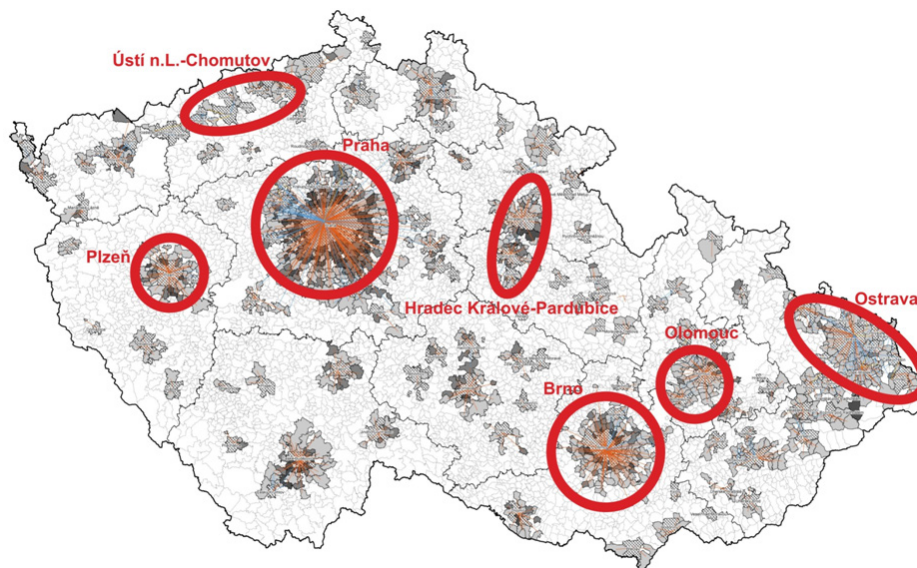 Ústí n.L.-Chomutov
Praha
Plzeň
Hradec Králové-Pardubice
Ostrava
Olomouc
Brno